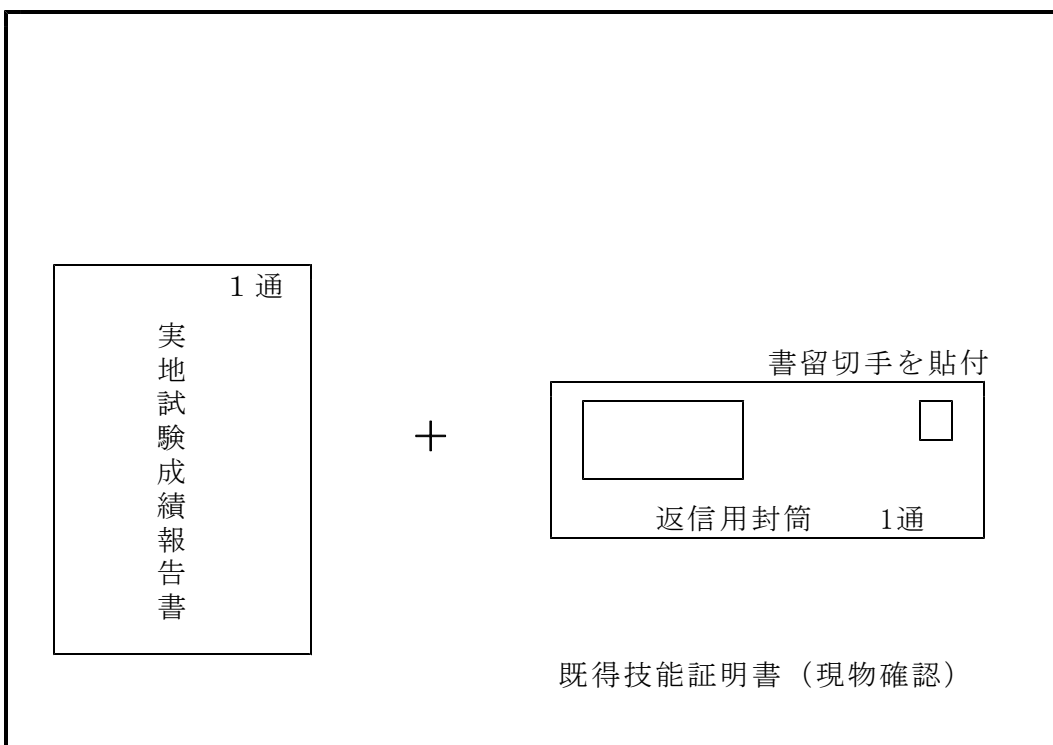 １通
実地試験成績報告書
＋
書留切手を貼付
返信用封筒　　1通
既得技能証明書（現物確認）